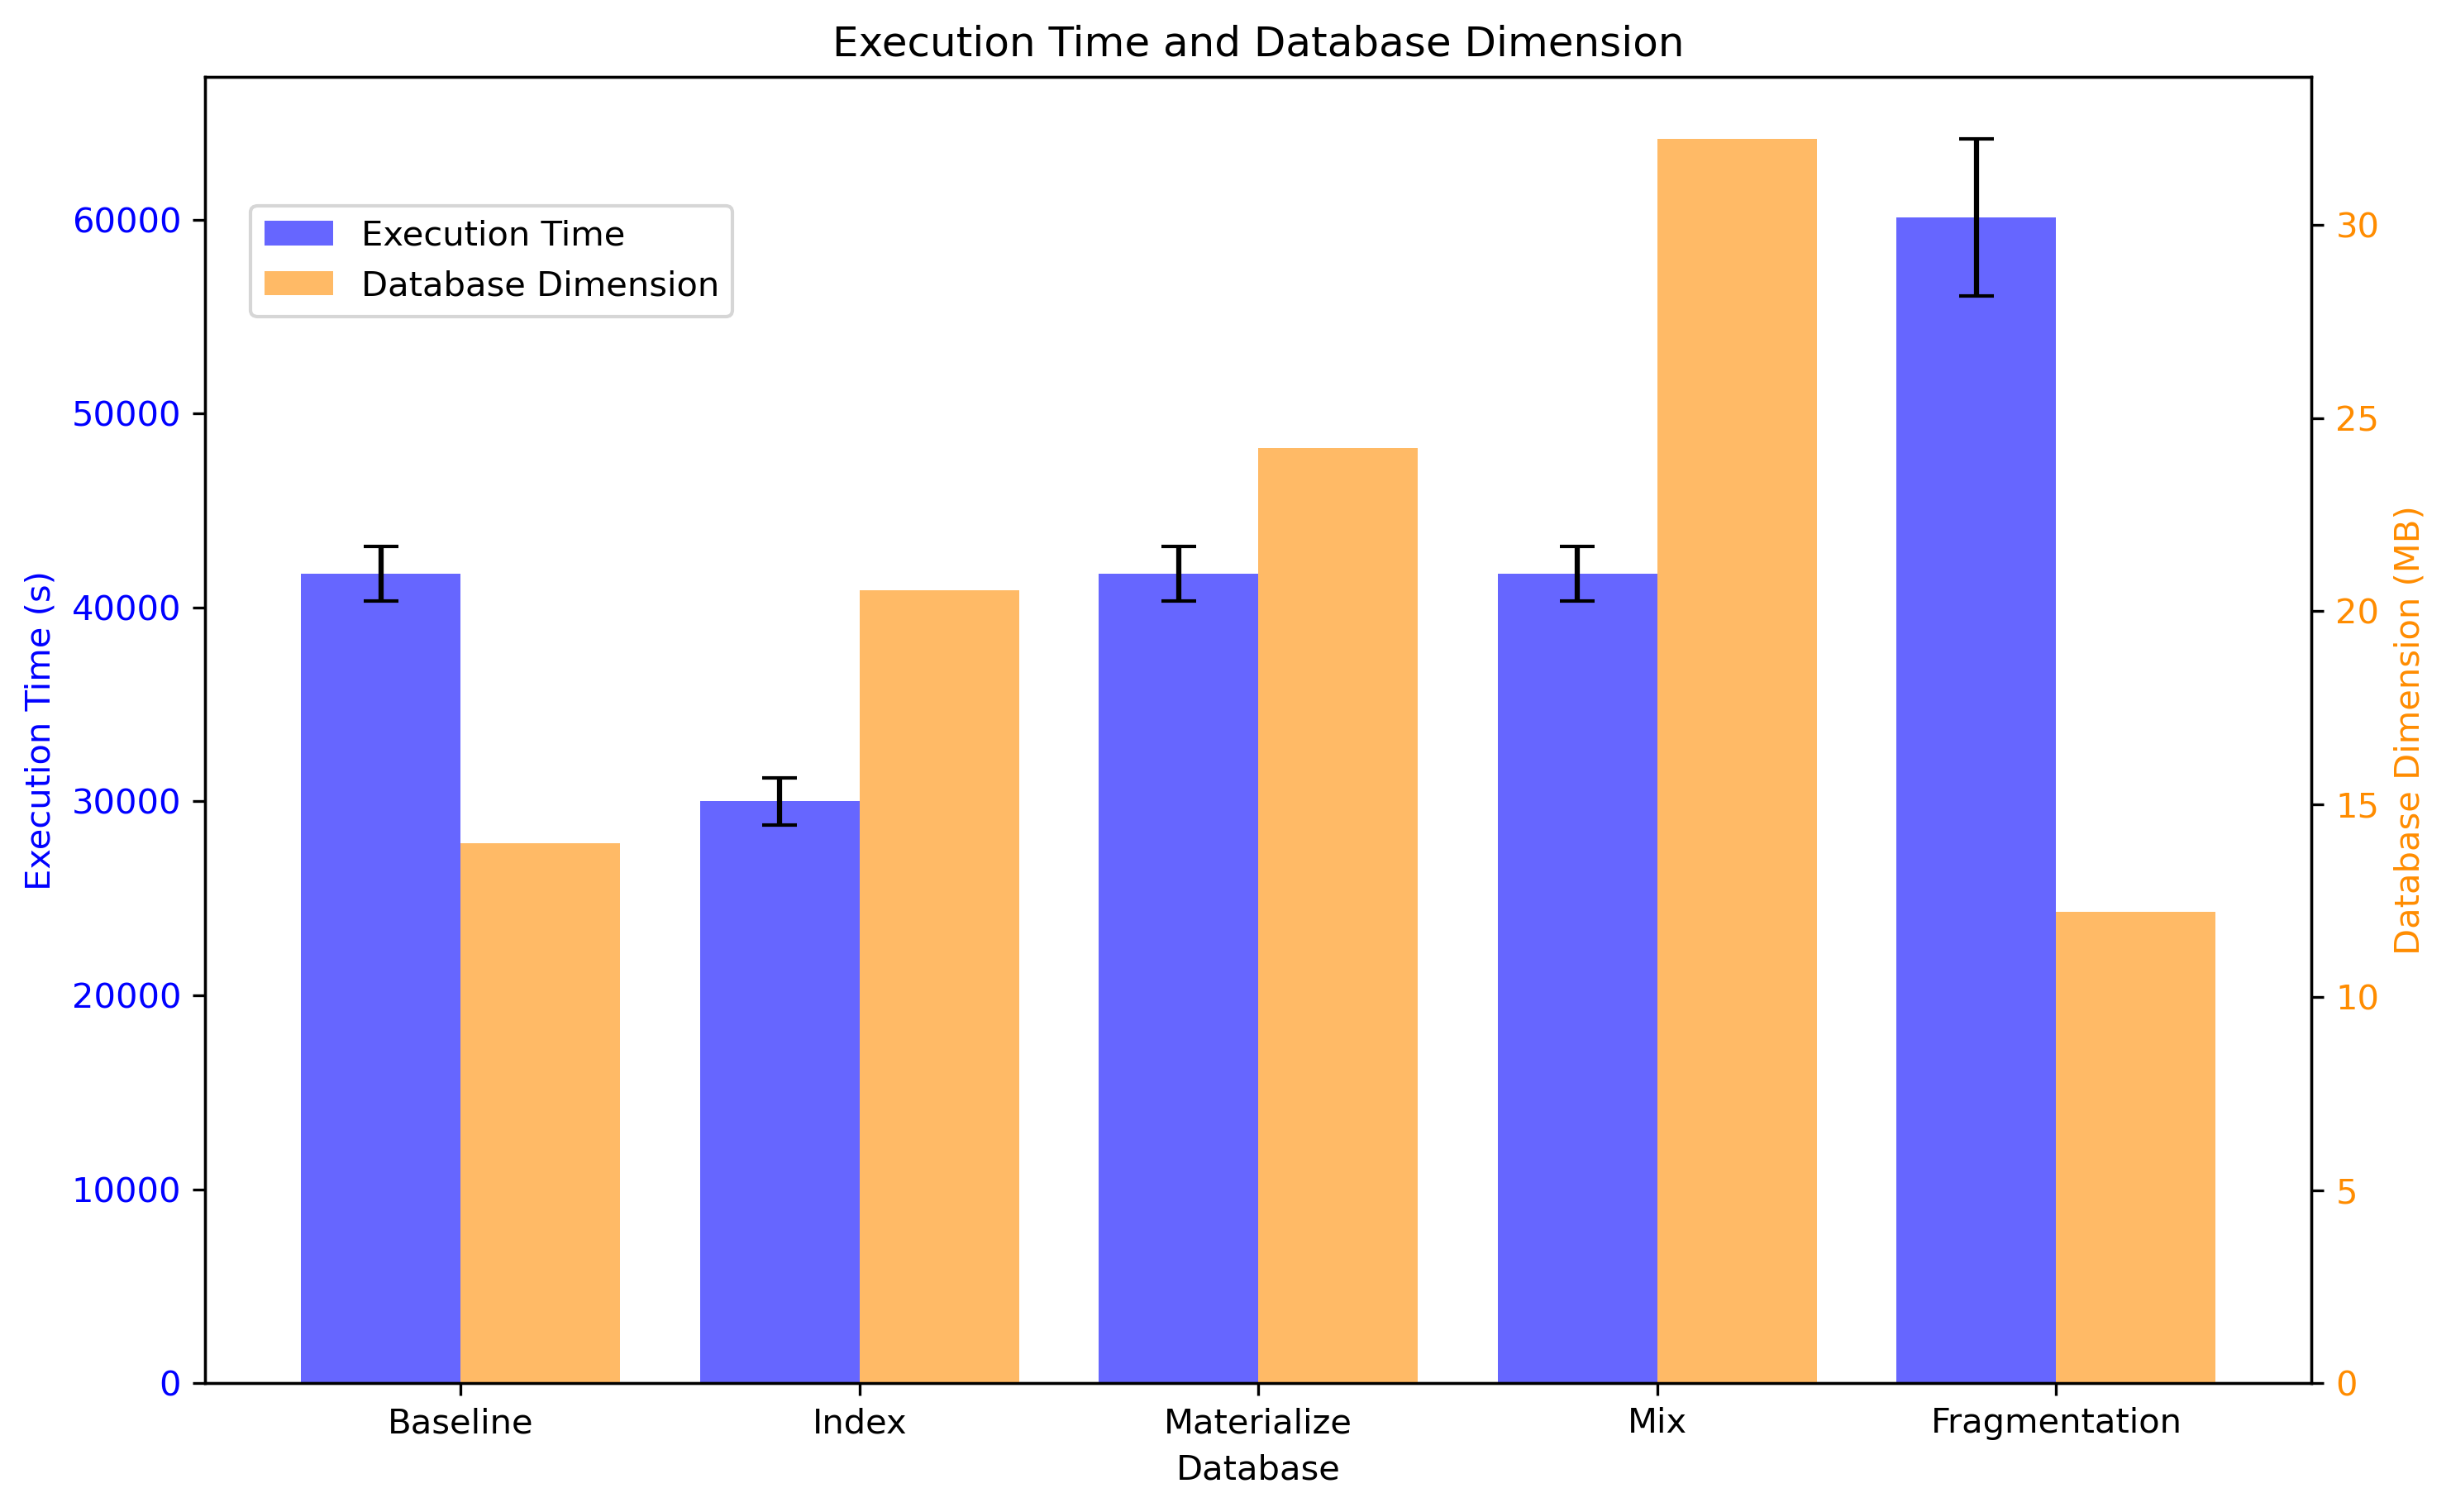 Execution Time and Database Dimension
Execution Time
Database Dimension
Execution Time (s)
60000
50000
40000
30000
20000
10000
0
30
25
20
15
10
5
0
Database Dimension (MB)
Baseline
Index
Materialize
Mix
Fragmentation
Database